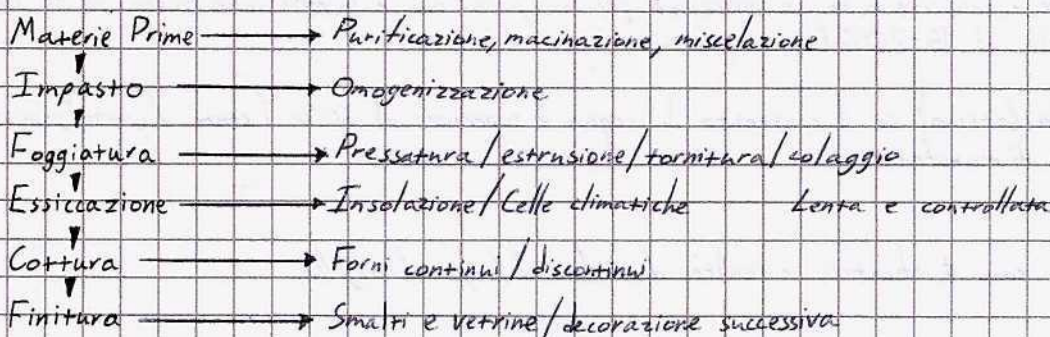 Materie Prime → Purificazione, macinazione, miscelazione
Impasto → Omogenizzazione
Foggiatura → Pressatura/estrusione/tornitura/colaggio
Essiccazione → Insolazione/Celle climatiche Lenta e controllata
Cottura → Forni continui/discontinui
Finitura → Smalti e vetrine/decorazione successiva